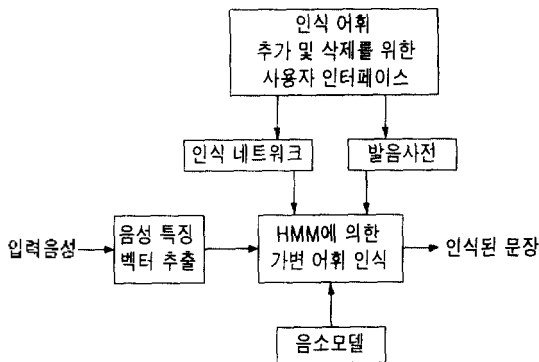 인식 어휘
추가 및 삭제를 위한
사용자 인터페이스
인식 네트워크
발음사전
입력음성
음성 특징
벡터 추출
HMM에 의한
가변 어휘 인식
인식된 문장
음소모델